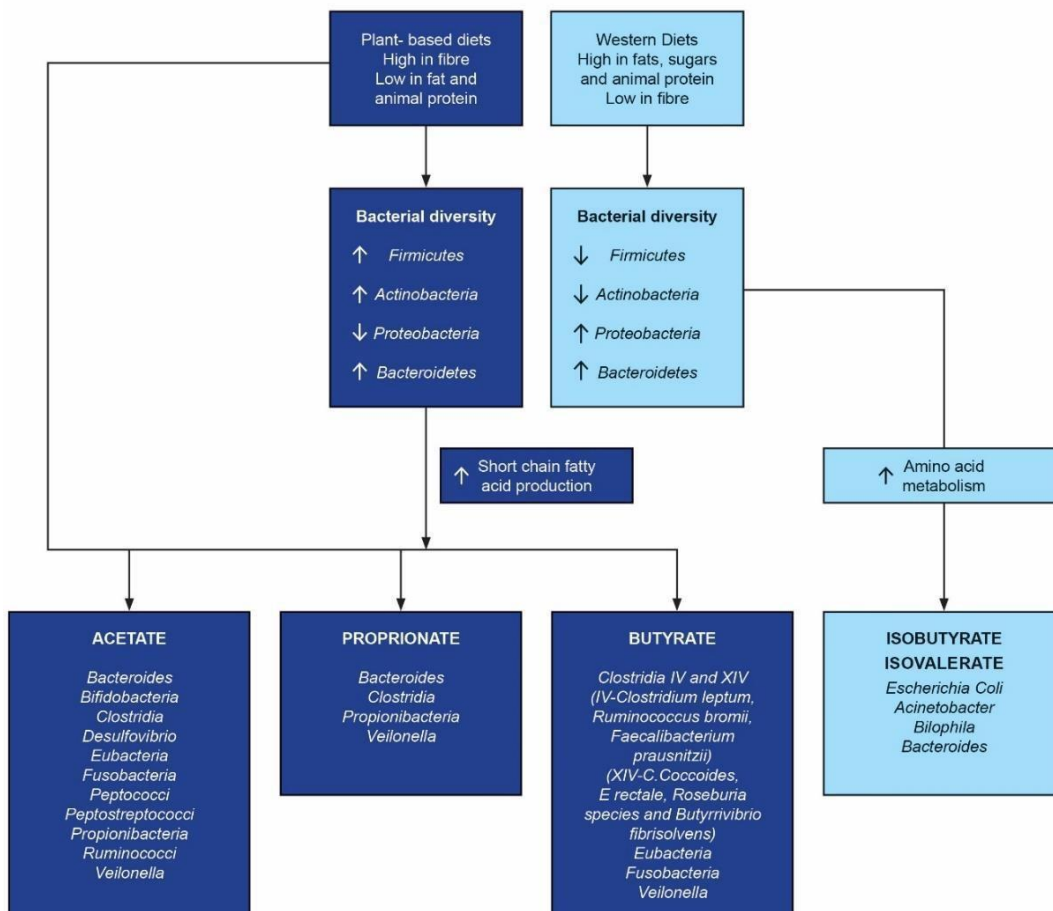 Plant- based diets
High in fibre
Low in fat and
animal protein
Western Diets
High in fats, sugars
and animal protein
Low in fibre
Bacterial diversity
↑ Firmicutes
↑ Actinobacteria
↓ Proteobacteria
↑ Bacteroidetes
Bacterial diversity
↓ Firmicutes
↓ Actinobacteria
↑ Proteobacteria
↑ Bacteroidetes
↑ Short chain fatty
acid production
↑ Amino acid
metabolism
ACETATE
Bacteroides
Bifidobacteria
Clostridia
Desulfovibrio
Eubacteria
Fusobacteria
Peptococci
Peptostreptococci
Propionibacteria
Ruminococci
Veilonella
PROPRIONATE
Bacteroides
Clostridia
Propionibacteria
Veilonella
BUTYRATE
Clostridia IV and XIV
(IV-Clostridium leptum,
Ruminococcus bromii,
Faecalibacterium
prausnitzii)
(XIV-C.Coccoides,
E rectale, Roseburia
species and Butyrrivibrio
fibrisolvens)
Eubacteria
Fusobacteria
Veilonella
ISOBUTYRATE
ISOVALERATE
Escherichia Coli
Acinetobacter
Bilophila
Bacteroides